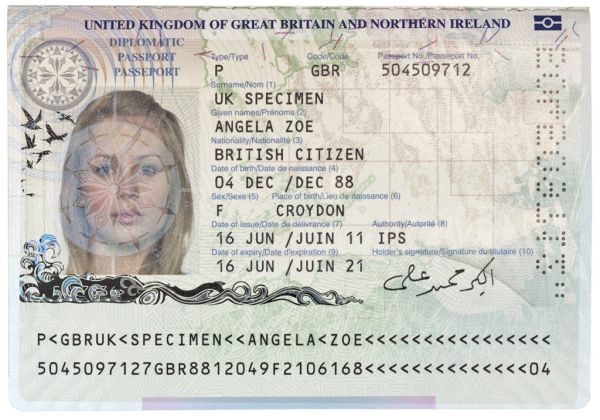 UNITED KINGDOM OF GREAT BRITAIN AND NORTHERN IRELAND
DIPLOMATIC
PASSPORT
PASSEPORT
Type/Type Code/Code Passport No./Passeport No.
P GBR 504509712
Surname/Nom (1)
UK SPECIMEN
Given names/Prénoms (2)
ANGELA ZOE
Nationality/Nationalité (3)
BRITISH CITIZEN
Date of birth/Date de naissance (4)
04 DEC /DEC 88
Sex/Sexe (5) Place of birth/Lieu de naissance (6)
F CROYDON
Date of issue/Date de délivrance (7) Authority/Autorité (8)
16 JUN /JUIN 11 IPS
Date of expiry/Date d'expiration (9) Holder's signature/Signature du titulaire (10)
16 JUN /JUIN 21
اکبر محمد علی
P<GBRUK<SPECIMEN<<ANGELA<ZOE<<<<<<<<<<<<<<<<
5045097127GBR8812049F2106168<<<<<<<<<<<<<<04